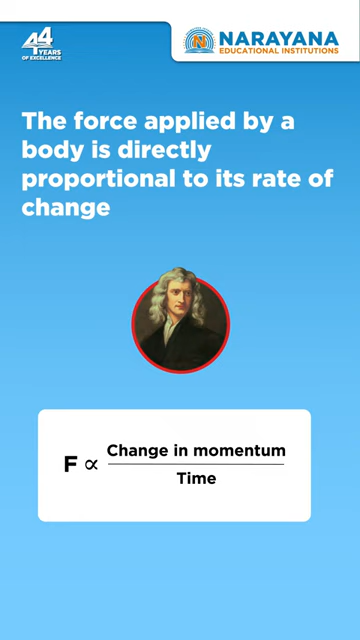 44
YEARS
OF EXCELLENCE
NARAYANA
EDUCATIONAL INSTITUTIONS
The force applied by a
body is directly
proportional to its rate of
change
F ∝ Change in momentum
Time